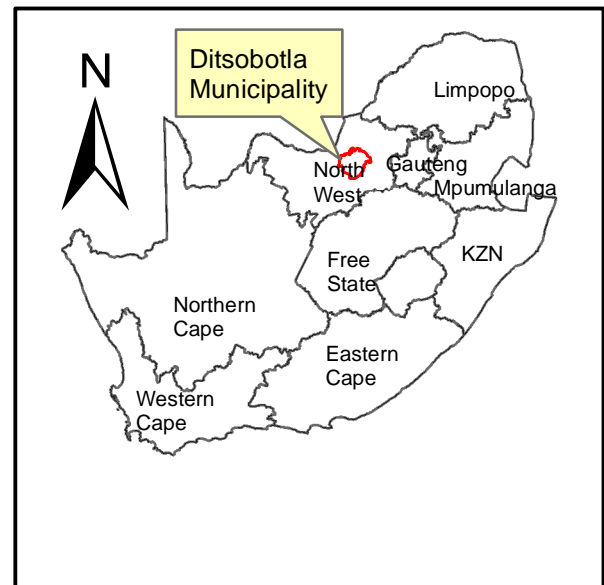 N
Ditsobotla
Municipality
Limpopo
North
West
Gauteng
Mpumulanga
Free
State
KZN
Northern
Cape
Eastern
Cape
Western
Cape